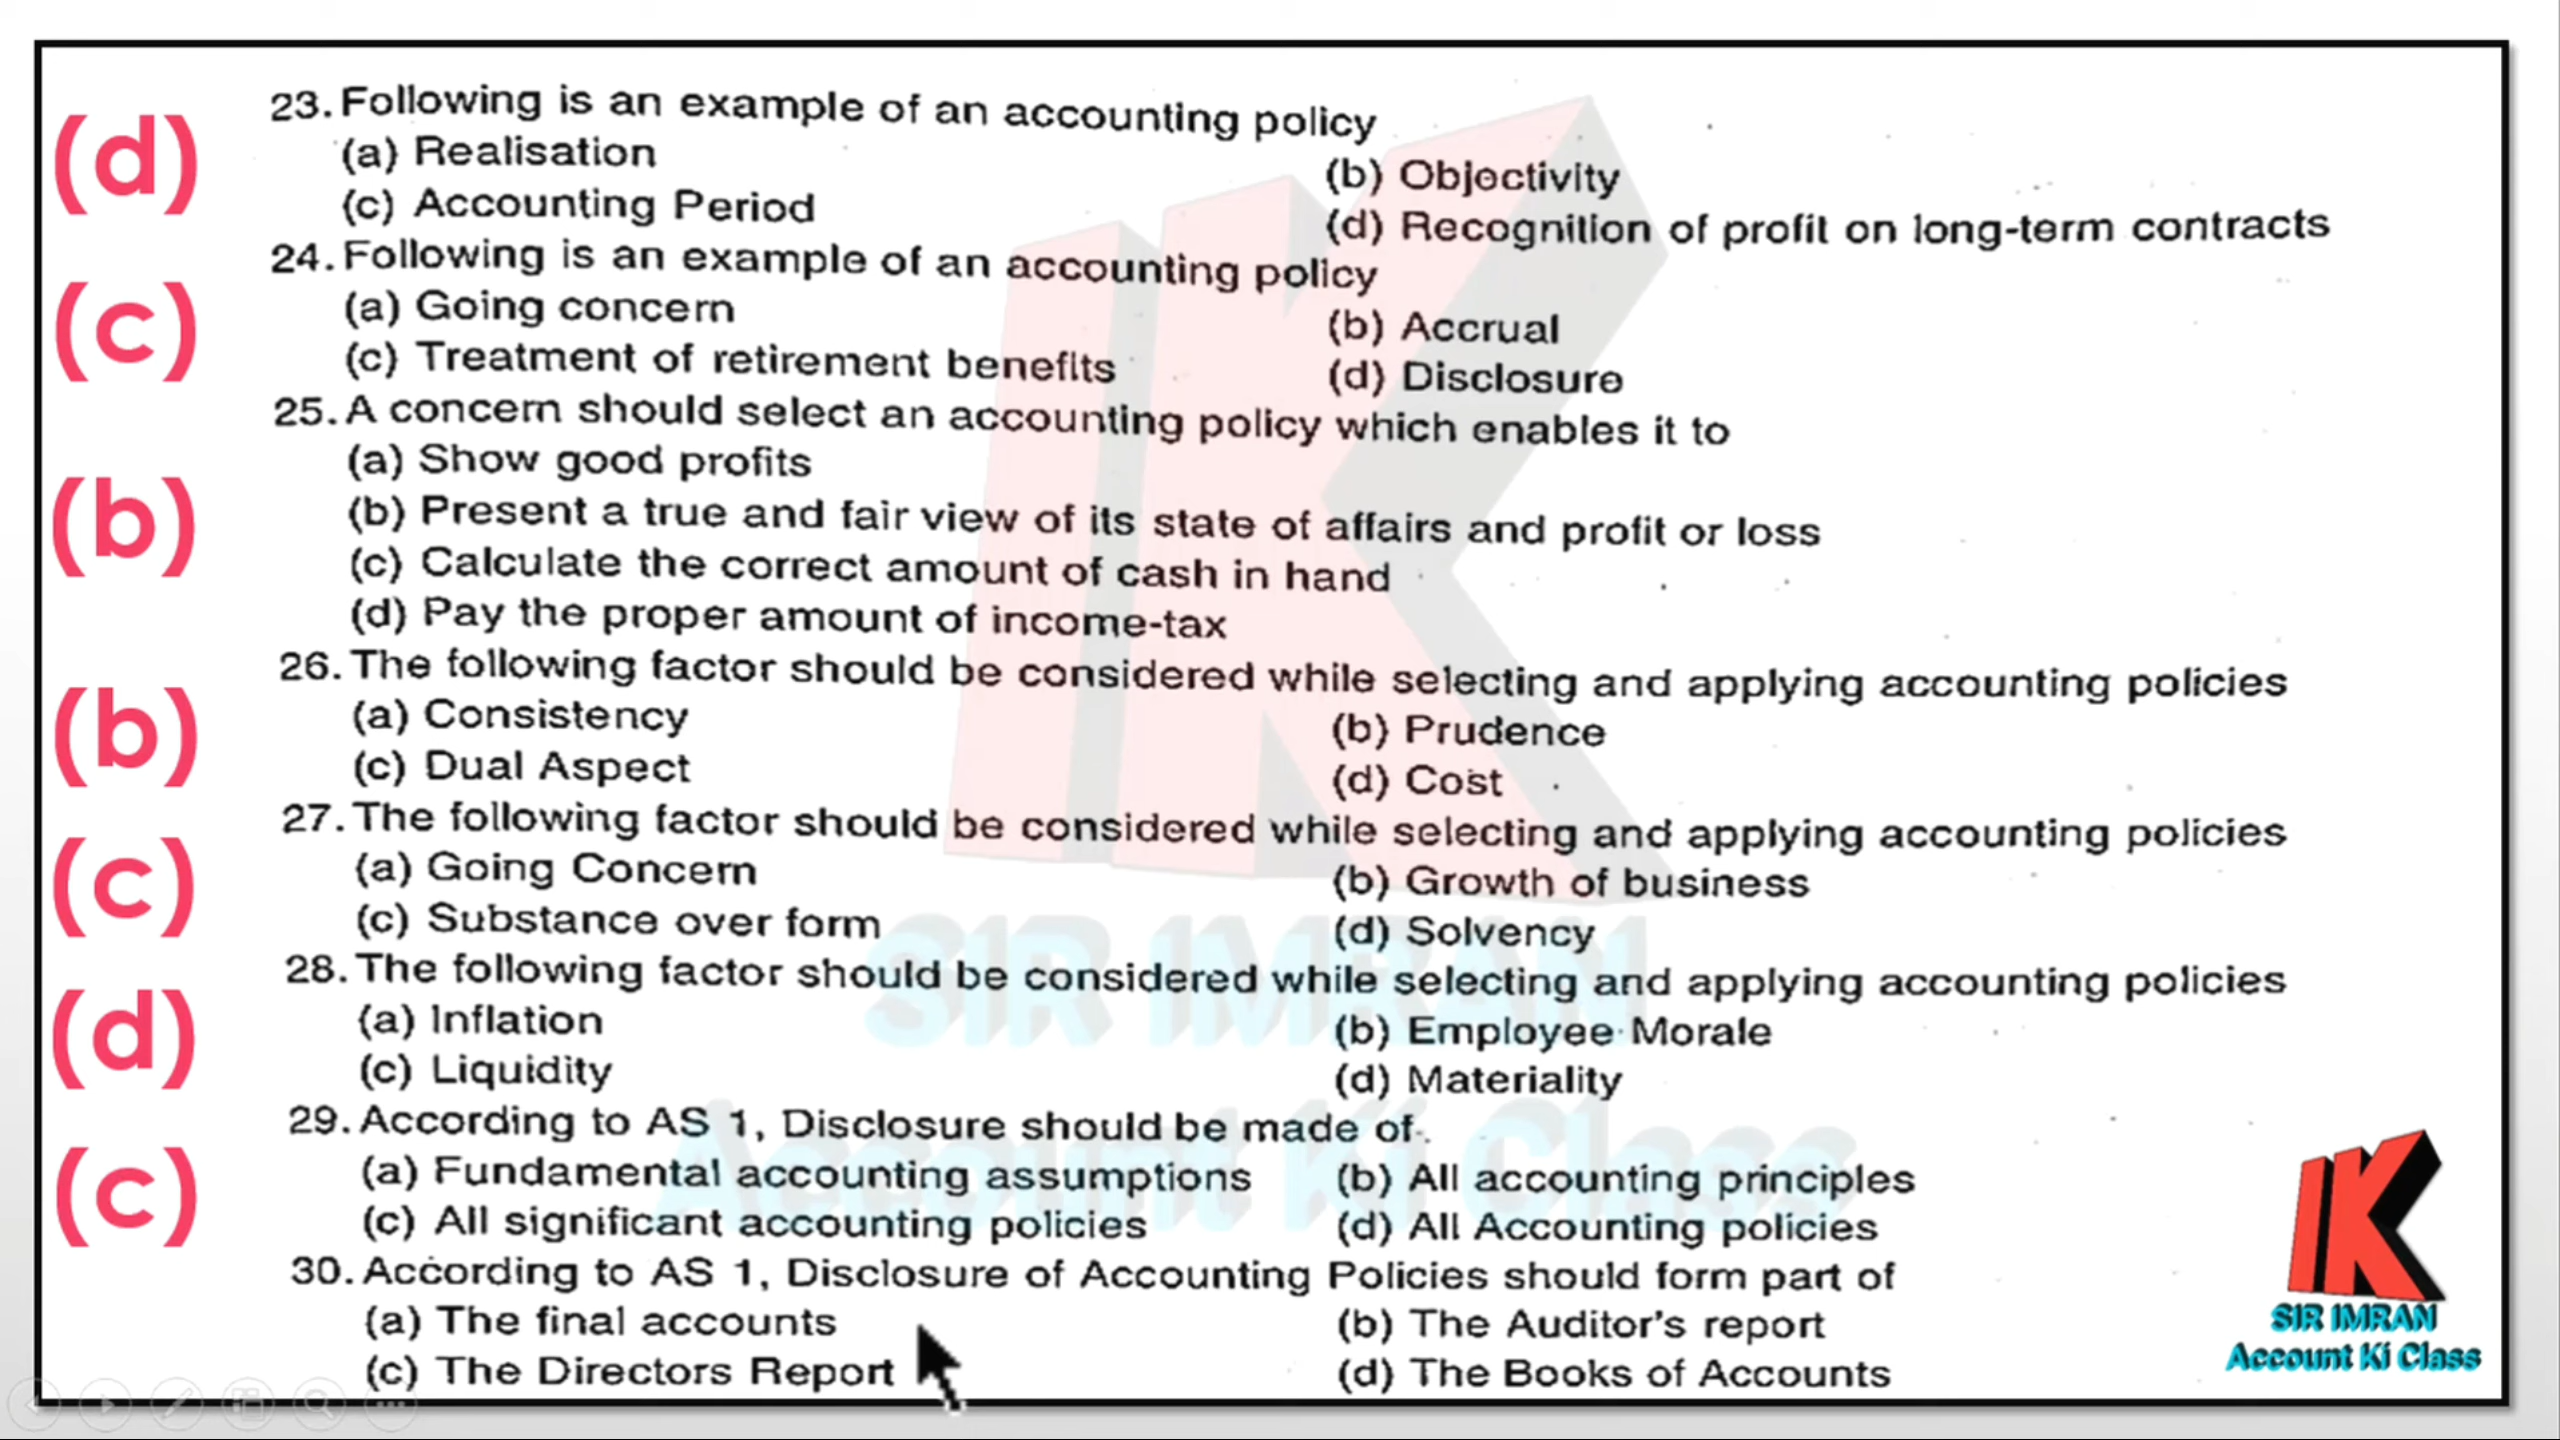 (d)
23. Following is an example of an accounting policy
(a) Realisation
(b) Objectivity
(c) Accounting Period
(d) Recognition of profit on long-term contracts
(c)
24. Following is an example of an accounting policy
(a) Going concern
(b) Accrual
(c) Treatment of retirement benefits
(d) Disclosure
25. A concern should select an accounting policy which enables it to
(a) Show good profits
(b)
(b) Present a true and fair view of its state of affairs and profit or loss
(c) Calculate the correct amount of cash in hand
(d) Pay the proper amount of income-tax
26. The following factor should be considered while selecting and applying accounting policies
(b)
(a) Consistency
(b) Prudence
(c) Dual Aspect
(d) Cost
27. The following factor should be considered while selecting and applying accounting policies
(c)
(a) Going Concern
(b) Growth of business
(c) Substance over form
(d) Solvency
28. The following factor should be considered while selecting and applying accounting policies
(d)
(a) Inflation
(b) Employee Morale
(c) Liquidity
(d) Materiality
29. According to AS 1, Disclosure should be made of
(c)
(a) Fundamental accounting assumptions
(b) All accounting principles
(c) All significant accounting policies
(d) All Accounting policies
30. According to AS 1, Disclosure of Accounting Policies should form part of
(a) The final accounts
(b) The Auditor's report
(c) The Directors Report
(d) The Books of Accounts
IK
SIR IMRAN
Account Ki Class
IK
SIR IMRAN
Account Ki Class